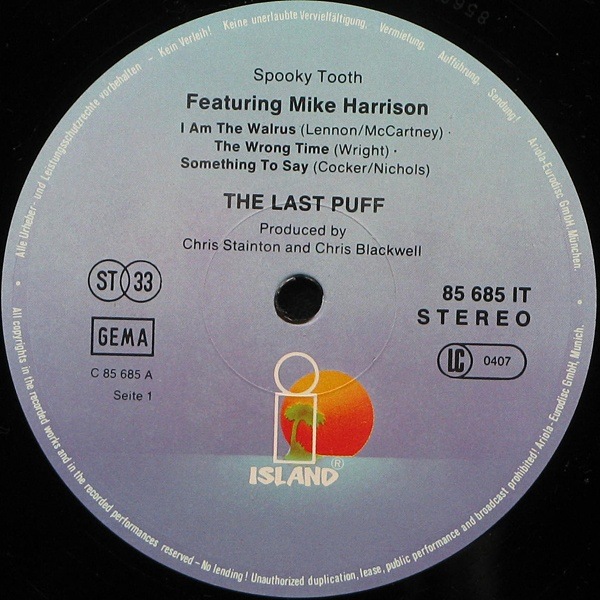 Alle Urheber- und Leistungsschutzrechte vorbehalten – Kein Verleih! Keine unerlaubte Vervielfältigung, Vermietung, Aufführung, Sendung! Ariola-Eurodisc GmbH, München.
Spooky Tooth
Featuring Mike Harrison
I Am The Walrus (Lennon/McCartney) ·
The Wrong Time (Wright) ·
Something To Say (Cocker/Nichols)
THE LAST PUFF
Produced by
Chris Stainton and Chris Blackwell
ST 33
GEMA
C 85 685 A
Seite 1
85 685 IT
STEREO
LC 0407
ISLAND ®
All copyrights in the recorded works and in the recorded performances reserved – No lending! Unauthorized duplication, lease, public performance and broadcast prohibited! Ariola-Eurodisc GmbH, Munich.